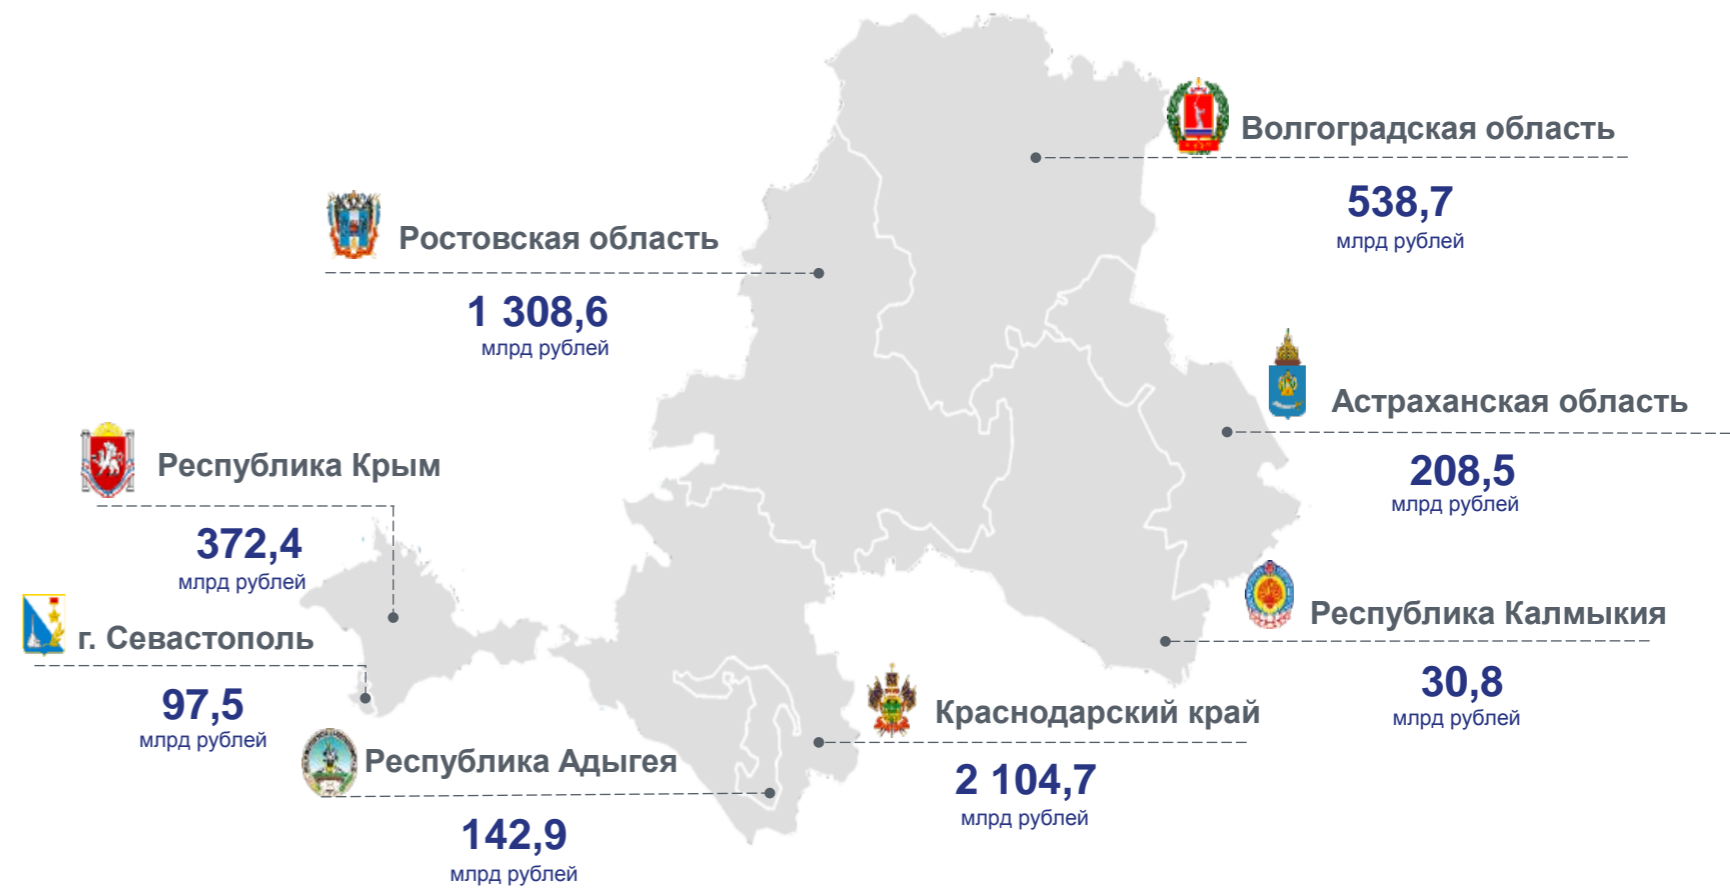 Волгоградская область
538,7
млрд рублей
Ростовская область
1 308,6
млрд рублей
Астраханская область
208,5
млрд рублей
Республика Крым
372,4
млрд рублей
Республика Калмыкия
30,8
млрд рублей
г. Севастополь
97,5
млрд рублей
Краснодарский край
2 104,7
млрд рублей
Республика Адыгея
142,9
млрд рублей